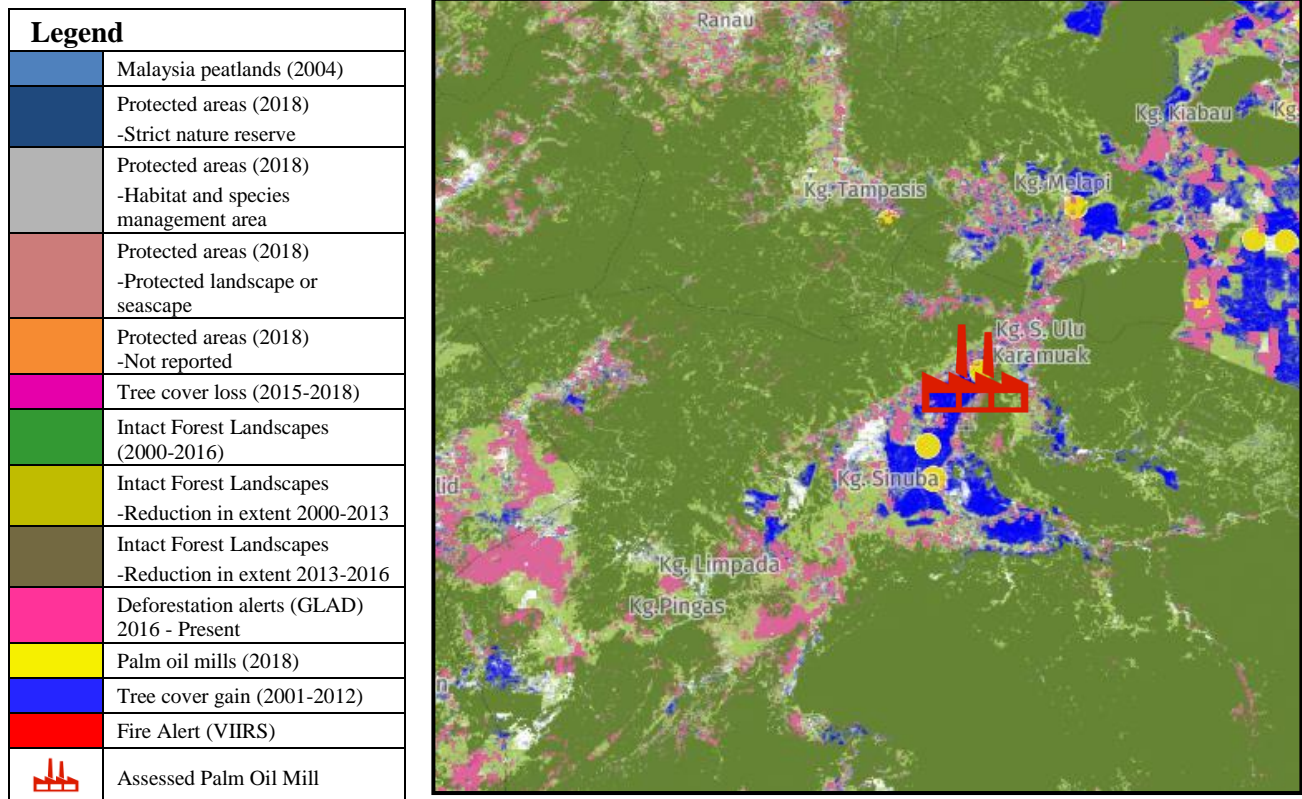 Legend
Malaysia peatlands (2004)
Protected areas (2018)
-Strict nature reserve
Protected areas (2018)
-Habitat and species
management area
Protected areas (2018)
-Protected landscape or
seascape
Protected areas (2018)
-Not reported
Tree cover loss (2015-2018)
Intact Forest Landscapes
(2000-2016)
Intact Forest Landscapes
-Reduction in extent 2000-2013
Intact Forest Landscapes
-Reduction in extent 2013-2016
Deforestation alerts (GLAD)
2016 - Present
Palm oil mills (2018)
Tree cover gain (2001-2012)
Fire Alert (VIIRS)
Assessed Palm Oil Mill
Ranau
Kg. Kiabau
Kg.
Kg. Melapi
Kg. Tampasis
Kg. S. Ulu
Karamuak
Kg. Sinuba
lid
Kg. Limpada
Kg.Pingas
n